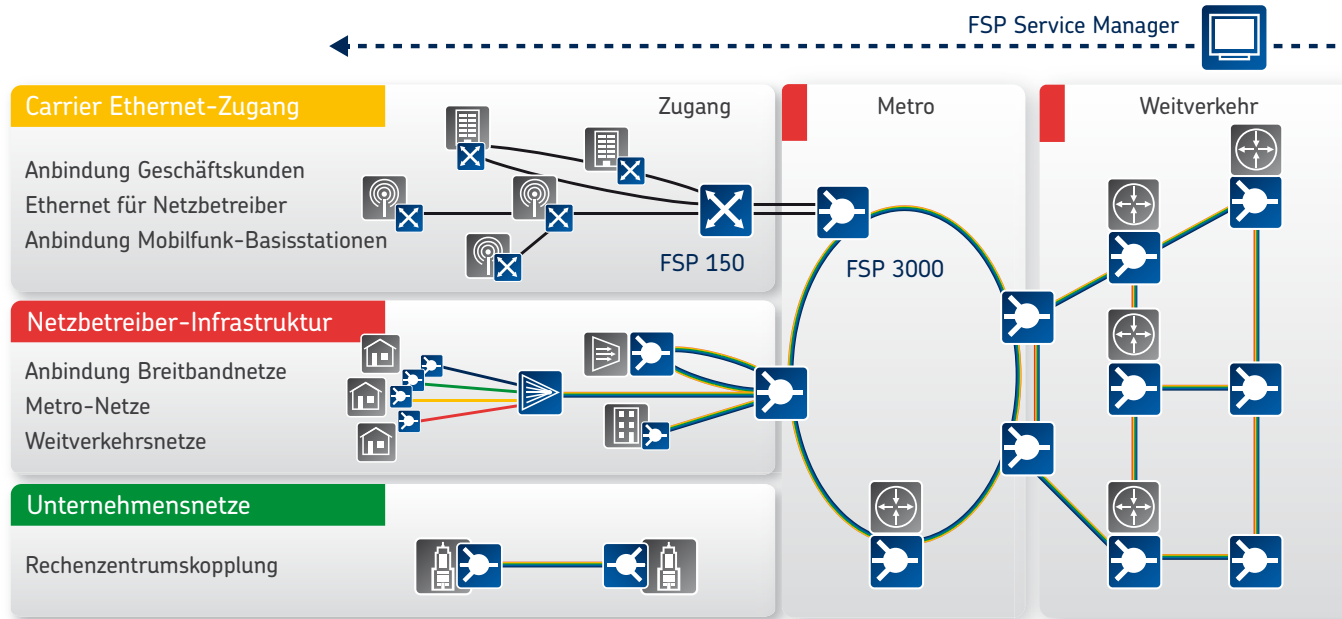 FSP Service Manager
Carrier Ethernet-Zugang
Zugang
Metro
Weitverkehr
Anbindung Geschäftskunden
Ethernet für Netzbetreiber
Anbindung Mobilfunk-Basisstationen
FSP 150
FSP 3000
Netzbetreiber-Infrastruktur
Anbindung Breitbandnetze
Metro-Netze
Weitverkehrsnetze
Unternehmensnetze
Rechenzentrumskopplung